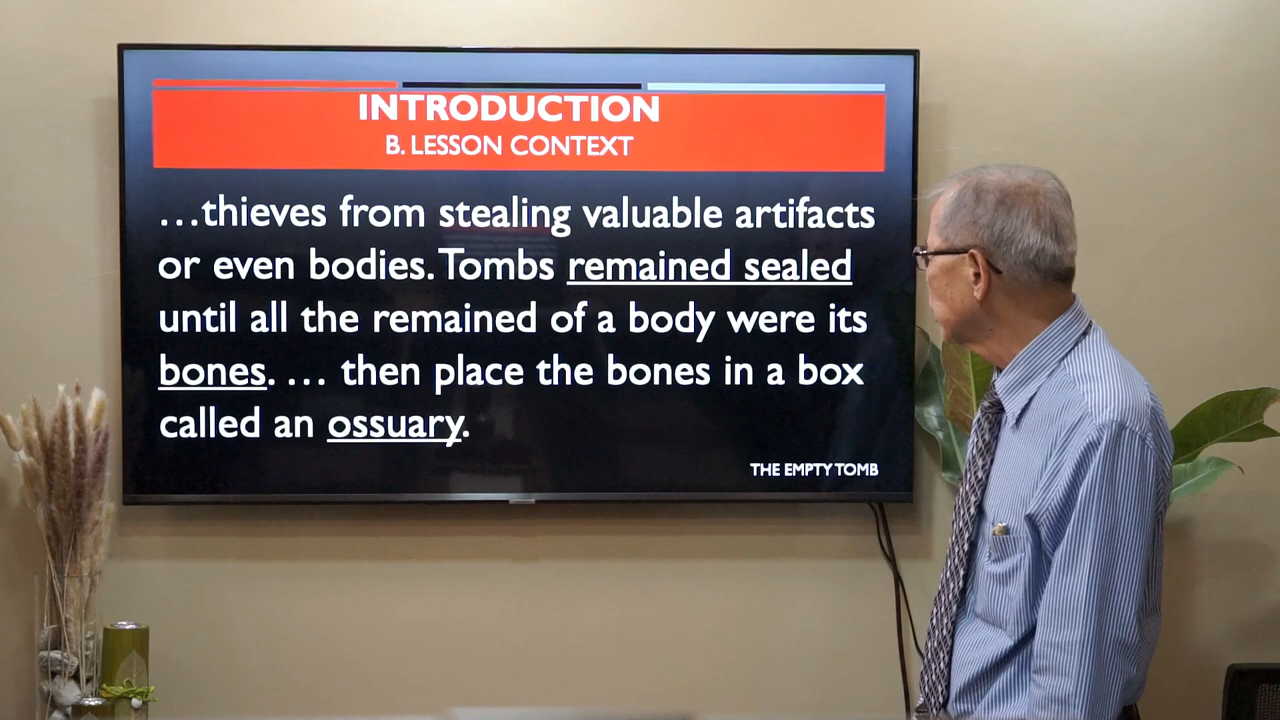 INTRODUCTION
B. LESSON CONTEXT
...thieves from stealing valuable artifacts
or even bodies. Tombs remained sealed
until all the remained of a body were its
bones. ... then place the bones in a box
called an ossuary.
THE EMPTY TOMB